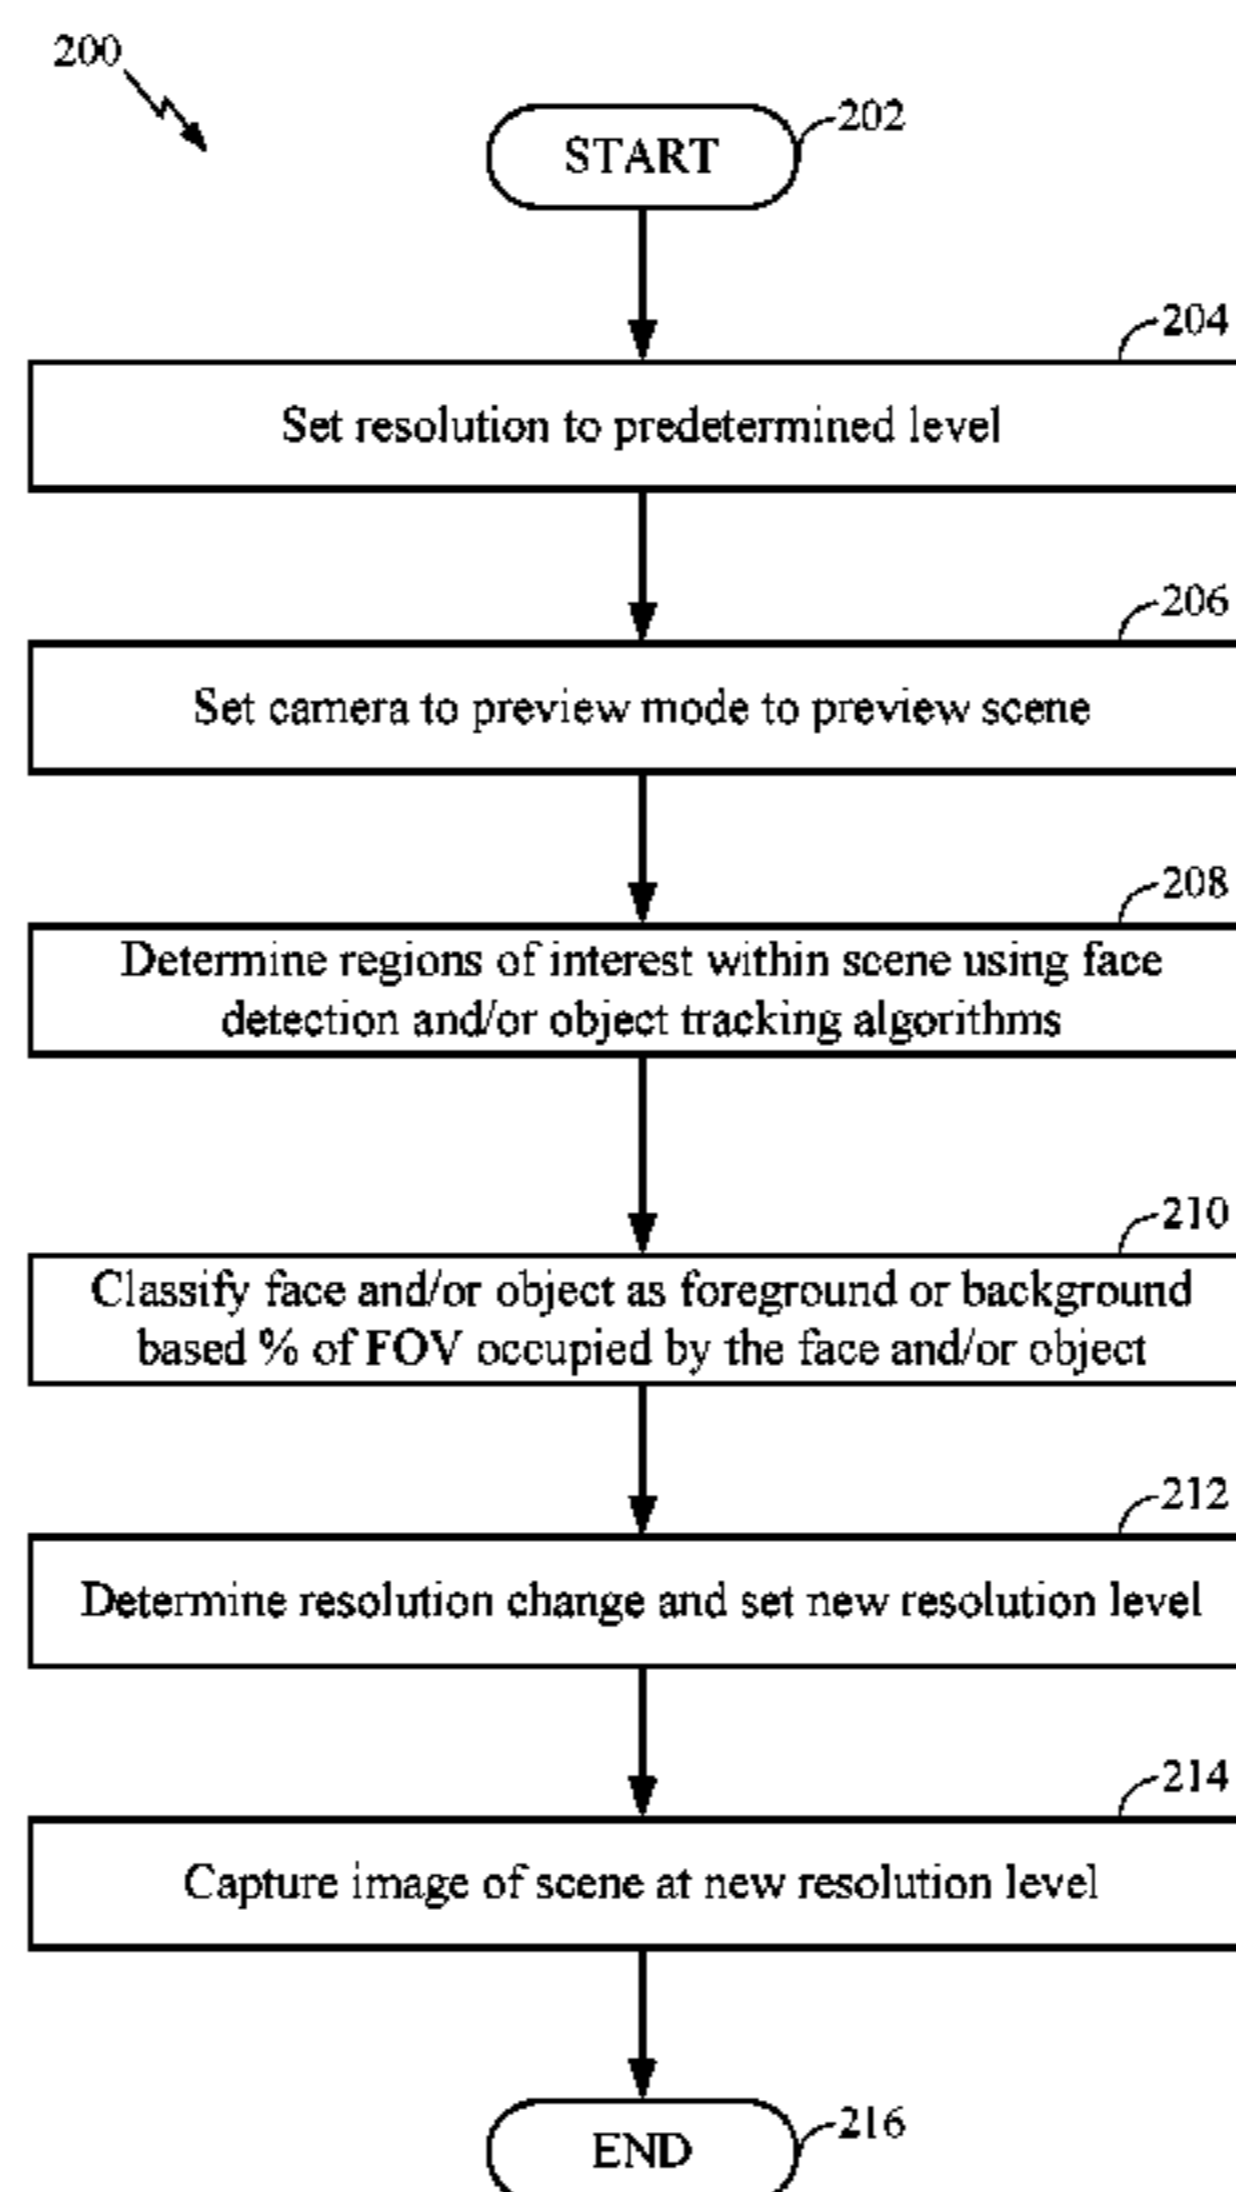 200
START
202
204
Set resolution to predetermined level
206
Set camera to preview mode to preview scene
208
Determine regions of interest within scene using face
detection and/or object tracking algorithms
210
Classify face and/or object as foreground or background
based % of FOV occupied by the face and/or object
212
Determine resolution change and set new resolution level
214
Capture image of scene at new resolution level
END
216